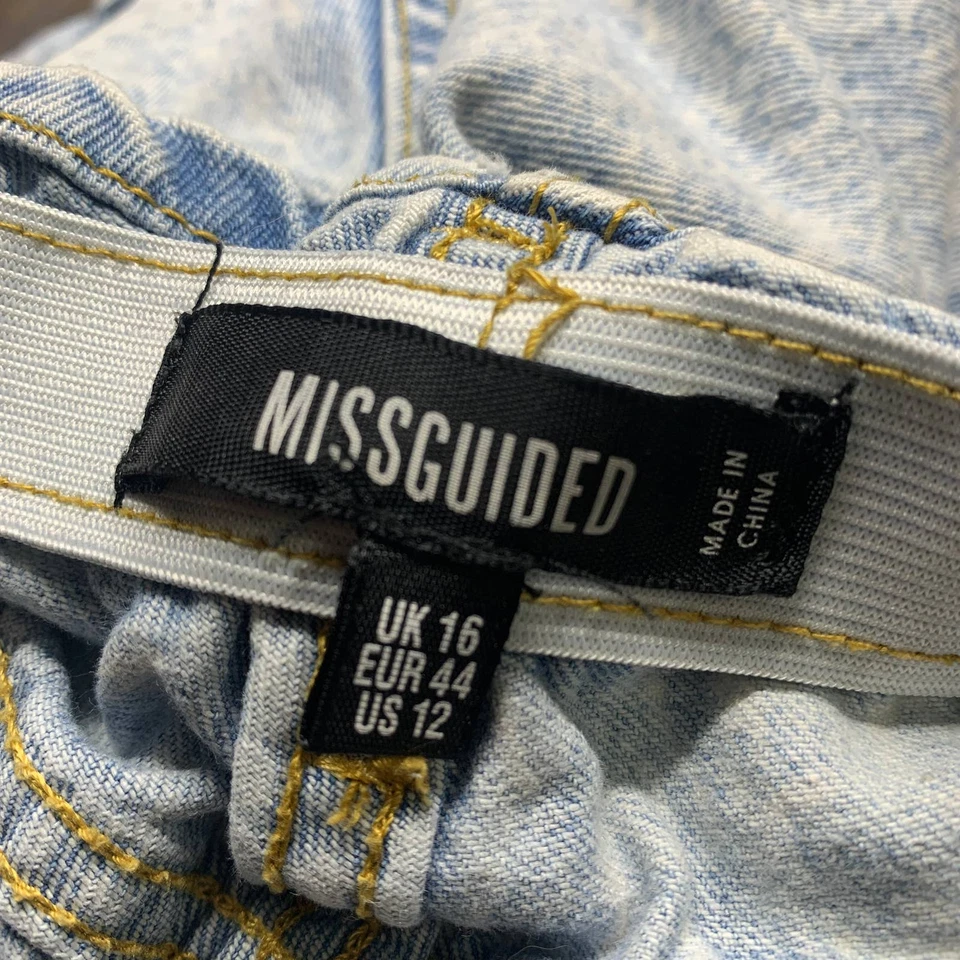 MISSGUIDED
MADE IN
CHINA
UK 16
EUR 44
US 12